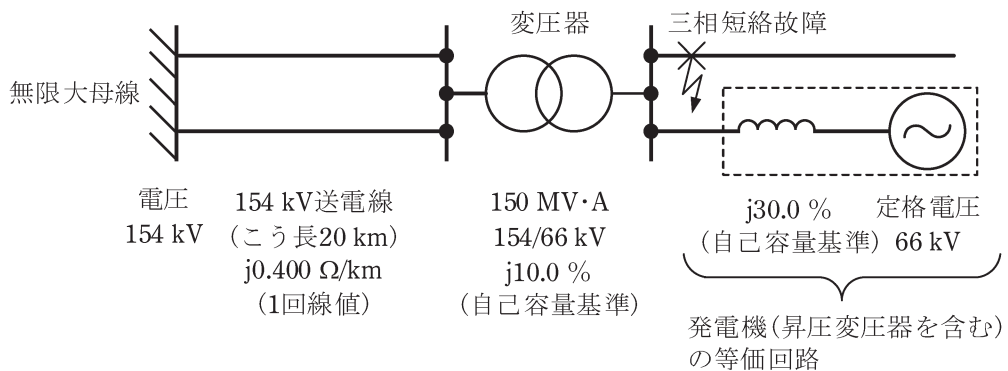 変圧器
三相短絡故障
無限大母線
電圧
154 kV
154 kV送電線
(こう長20 km)
j0.400 Ω/km
(1回線値)
150 MV·A
154/66 kV
j10.0 %
(自己容量基準)
j30.0 %
(自己容量基準)
定格電圧
66 kV
発電機(昇圧変圧器を含む)
の等価回路